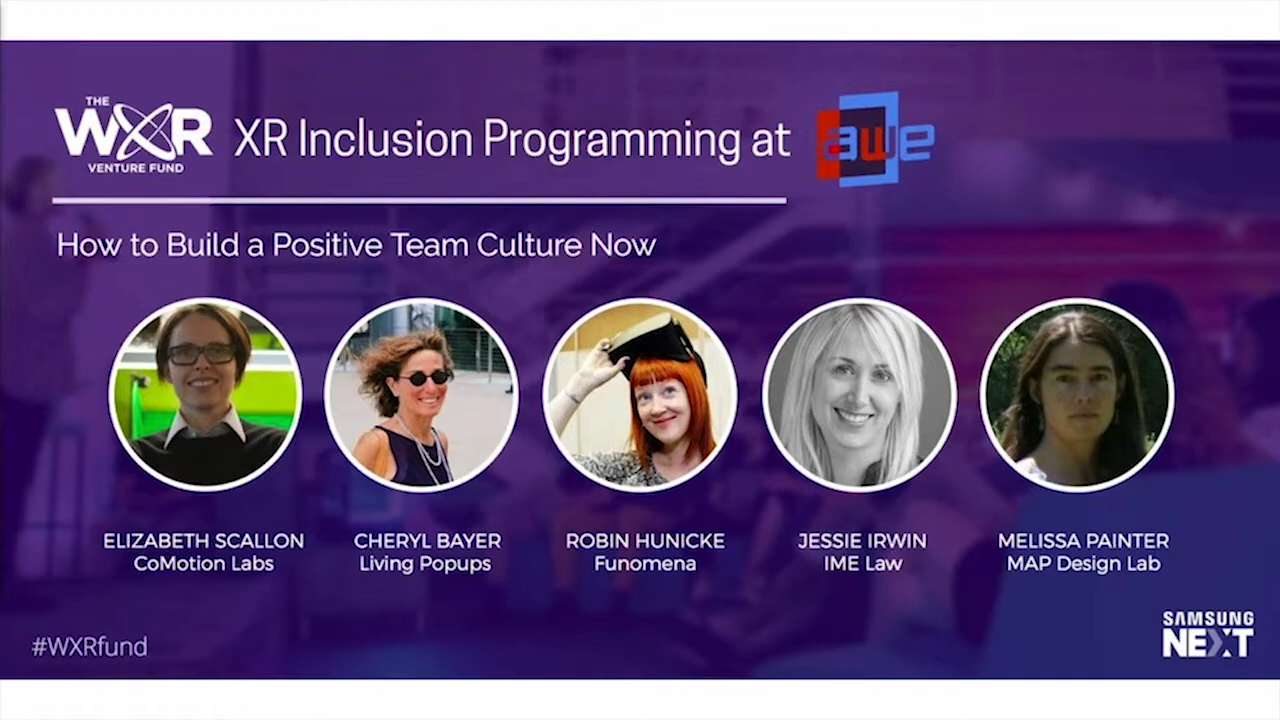 THE
WXR
VENTURE FUND
XR Inclusion Programming at
awe
How to Build a Positive Team Culture Now
ELIZABETH SCALLON
CoMotion Labs
CHERYL BAYER
Living Popups
ROBIN HUNICKE
Funomena
JESSIE IRWIN
IME Law
MELISSA PAINTER
MAP Design Lab
#WXRfund
SAMSUNG
NEXT